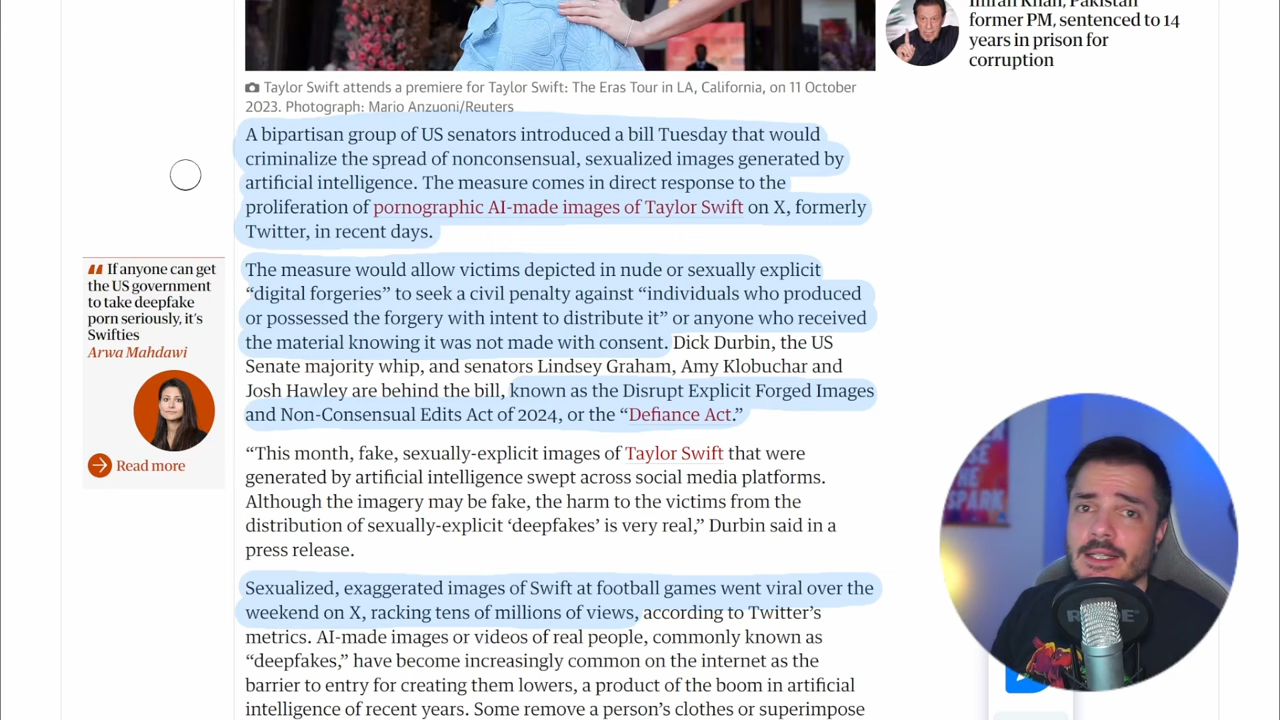 Imran Khan, Pakistan
former PM, sentenced to 14
years in prison for
corruption
Taylor Swift attends a premiere for Taylor Swift: The Eras Tour in LA, California, on 11 October
2023. Photograph: Mario Anzuoni/Reuters
A bipartisan group of US senators introduced a bill Tuesday that would
criminalize the spread of nonconsensual, sexualized images generated by
artificial intelligence. The measure comes in direct response to the
proliferation of pornographic AI-made images of Taylor Swift on X, formerly
Twitter, in recent days.
“ If anyone can get
the US government
to take deepfake
porn seriously, it’s
Swifties
Arwa Mahdawi
Read more
The measure would allow victims depicted in nude or sexually explicit
“digital forgeries” to seek a civil penalty against “individuals who produced
or possessed the forgery with intent to distribute it” or anyone who received
the material knowing it was not made with consent. Dick Durbin, the US
Senate majority whip, and senators Lindsey Graham, Amy Klobuchar and
Josh Hawley are behind the bill, known as the Disrupt Explicit Forged Images
and Non-Consensual Edits Act of 2024, or the “Defiance Act.”
“This month, fake, sexually-explicit images of Taylor Swift that were
generated by artificial intelligence swept across social media platforms.
Although the imagery may be fake, the harm to the victims from the
distribution of sexually-explicit ‘deepfakes’ is very real,” Durbin said in a
press release.
Sexualized, exaggerated images of Swift at football games went viral over the
weekend on X, racking tens of millions of views, according to Twitter’s
metrics. AI-made images or videos of real people, commonly known as
“deepfakes,” have become increasingly common on the internet as the
barrier to entry for creating them lowers, a product of the boom in artificial
intelligence of recent years. Some remove a person’s clothes or superimpose
THE
SPARK